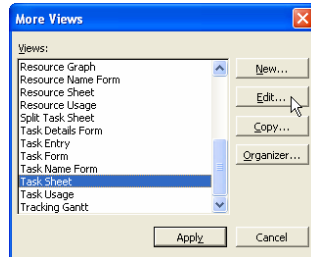 More Views
Views:
Resource Graph
Resource Name Form
Resource Sheet
Resource Usage
Split Task Sheet
Task Details Form
Task Entry
Task Form
Task Name Form
Task Sheet
Task Usage
Tracking Gantt
New...
Edit...
Copy...
Organizer...
Apply
Cancel